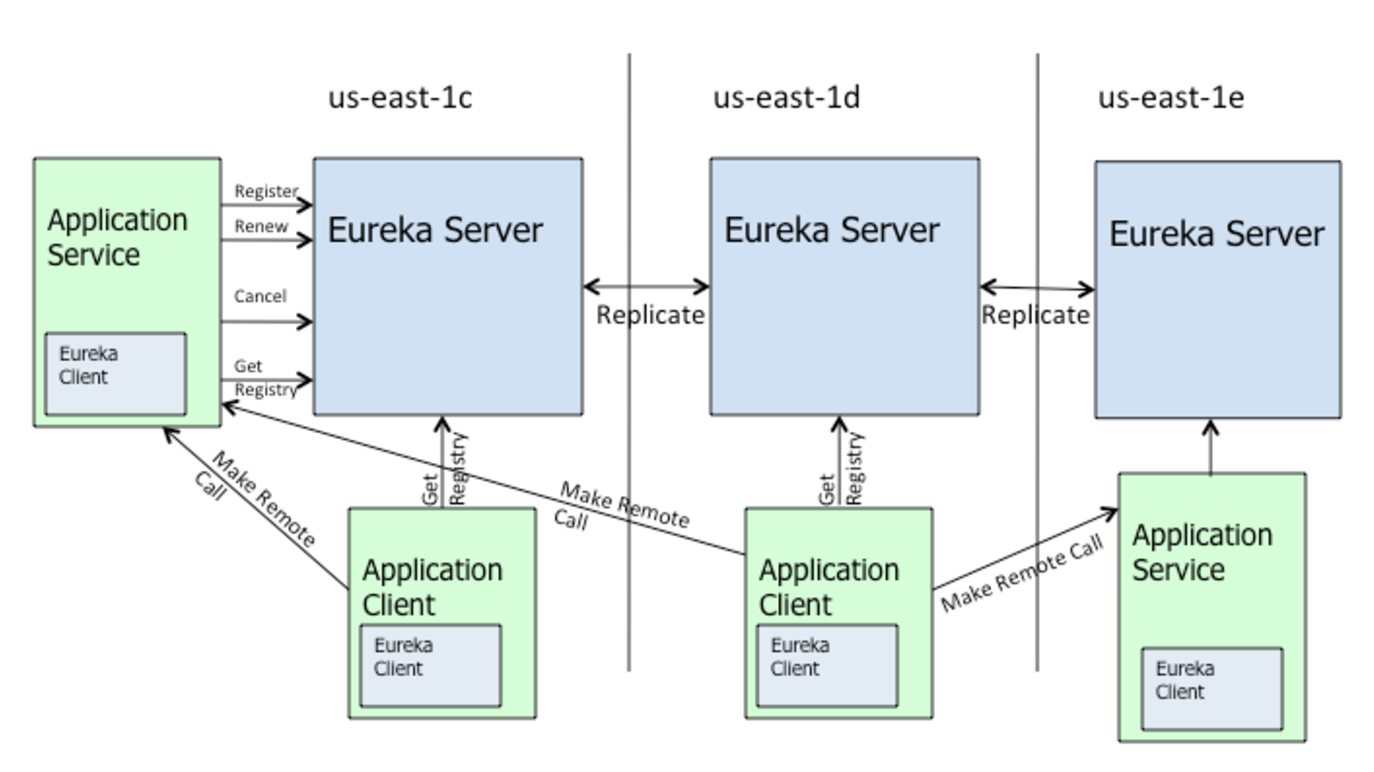 us-east-1c
us-east-1d
us-east-1e
Application
Service
Eureka
Client
Register
Renew
Cancel
Get
Registry
Eureka Server
Replicate
Eureka Server
Replicate
Eureka Server
Make Remote
Call
Get
Registry
Make Remote
Call
Get
Registry
Make Remote Call
Application
Client
Eureka
Client
Application
Client
Eureka
Client
Application
Service
Eureka
Client